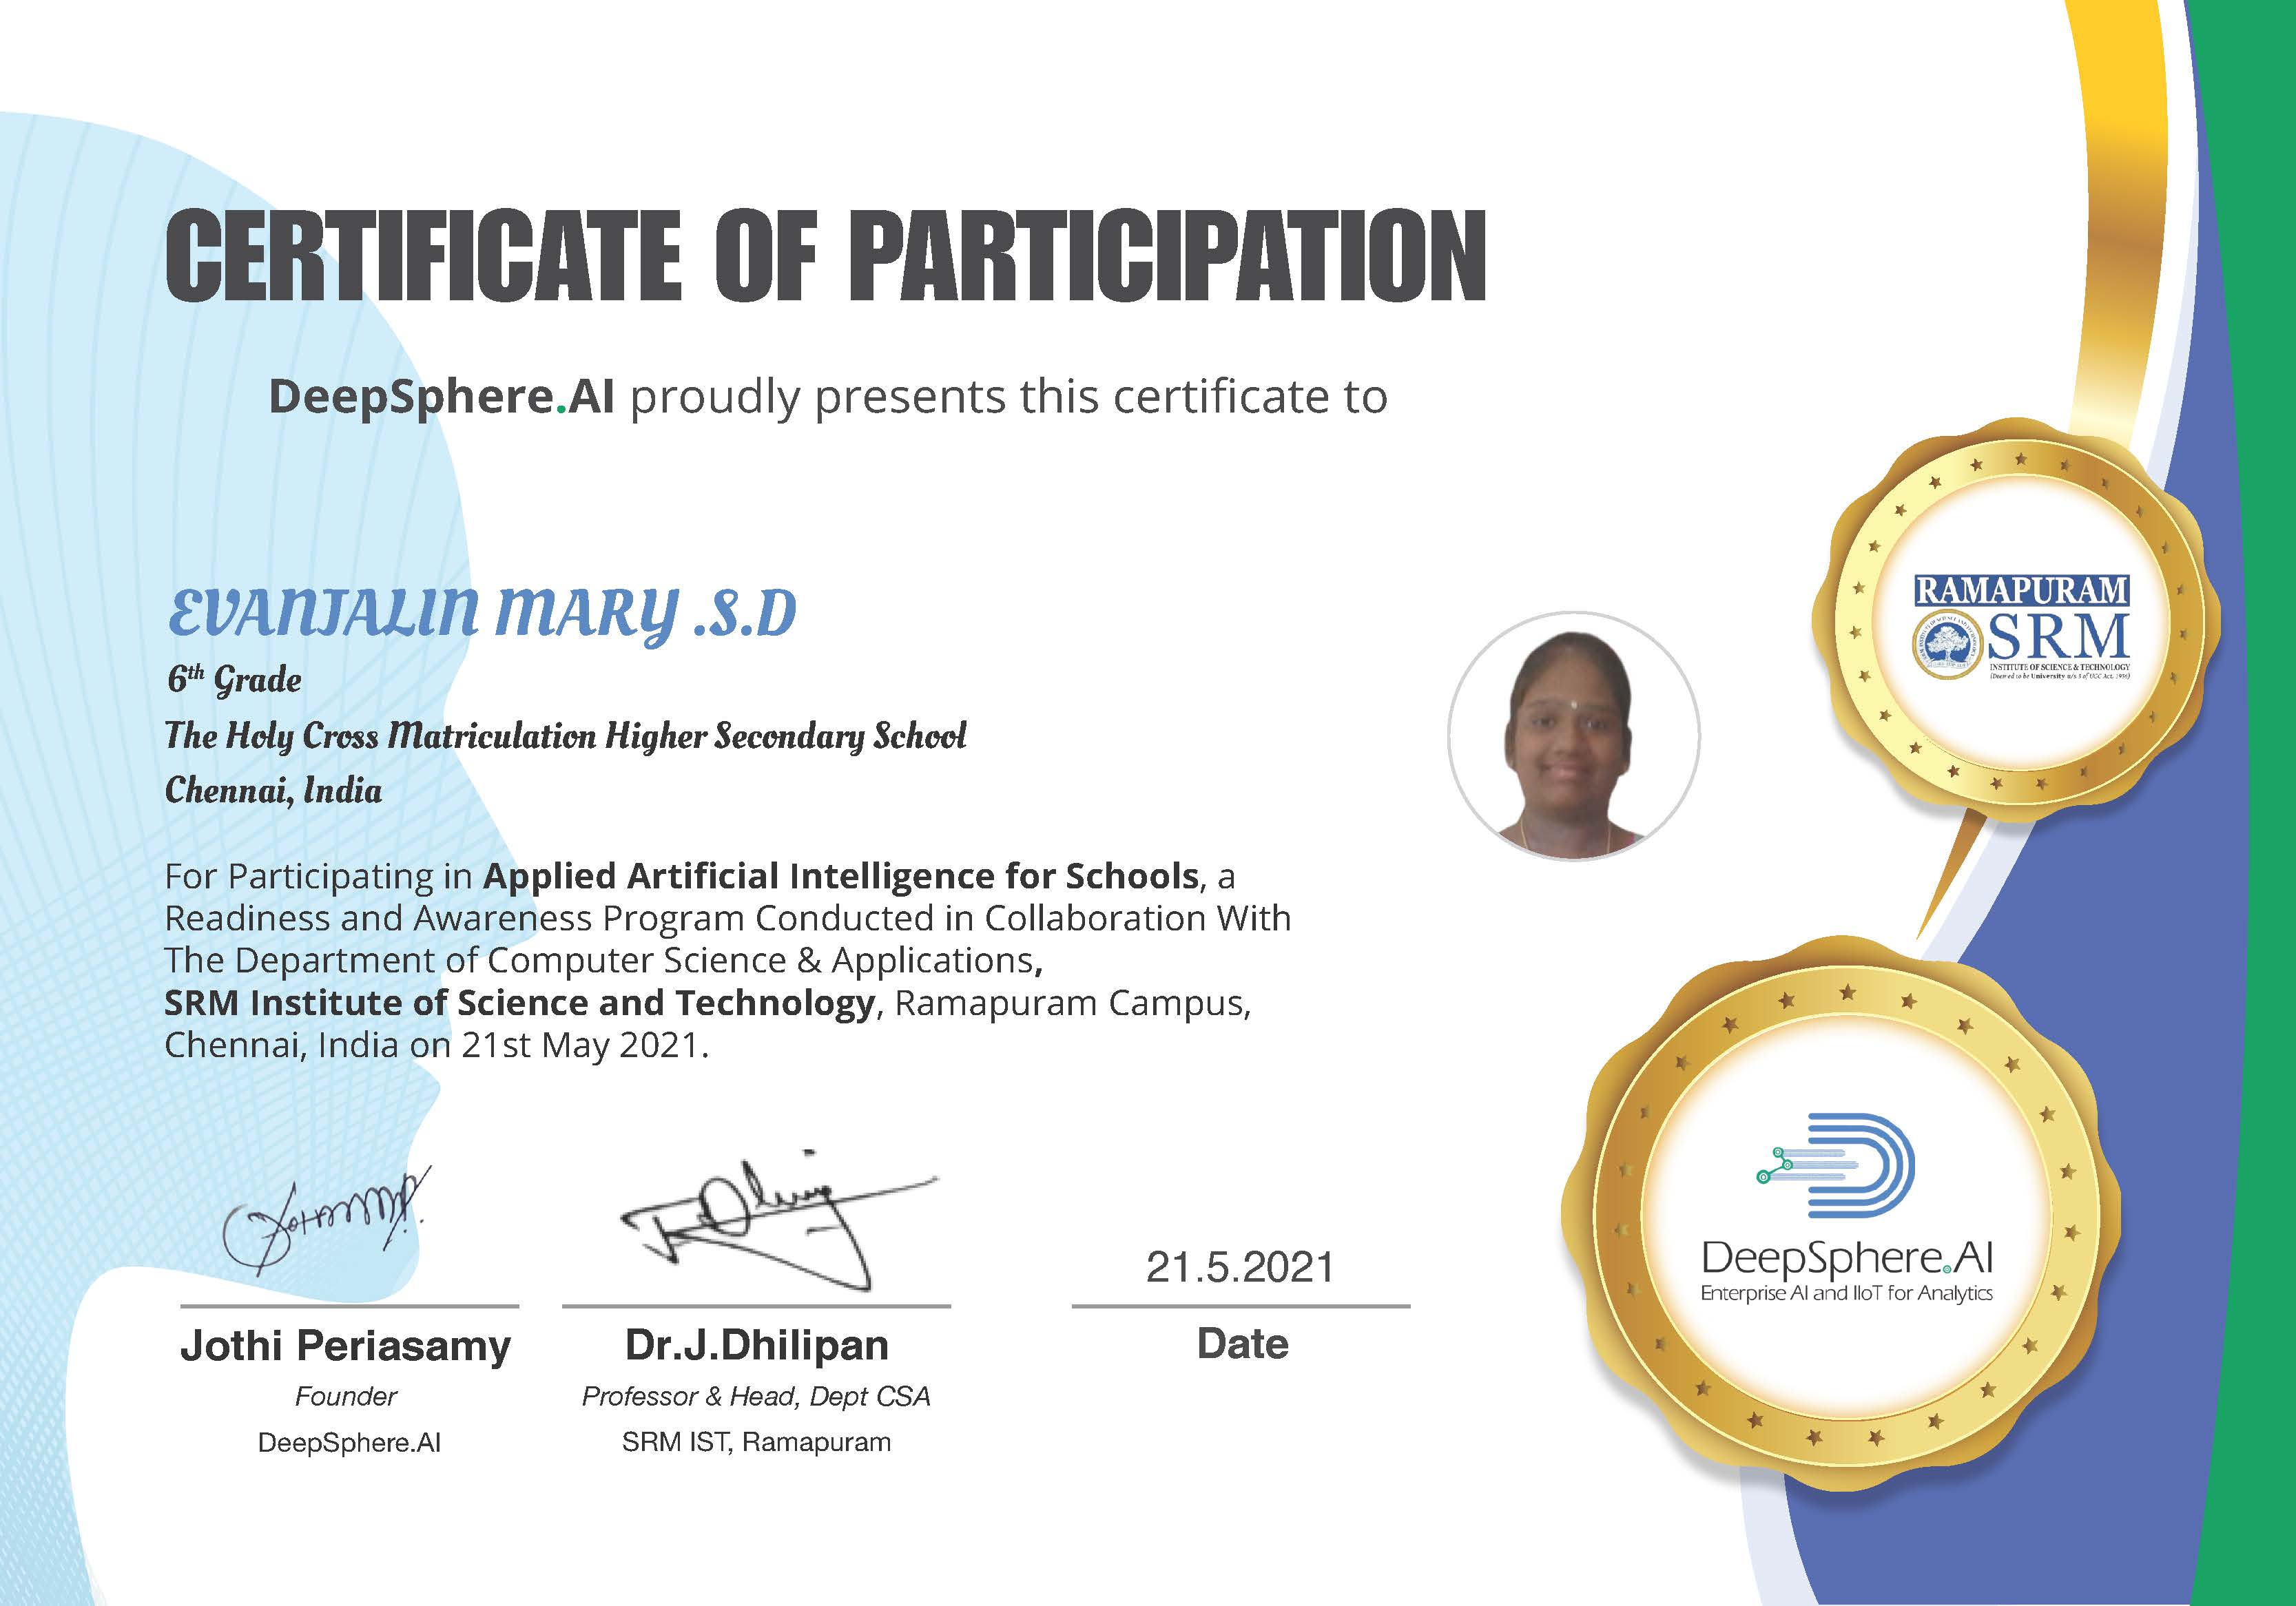 CERTIFICATE OF PARTICIPATION
DeepSphere.AI proudly presents this certificate to
EVANJALIN MARY .S.D
6th Grade
The Holy Cross Matriculation Higher Secondary School
Chennai, India
For Participating in Applied Artificial Intelligence for Schools, a
Readiness and Awareness Program Conducted in Collaboration With
The Department of Computer Science & Applications,
SRM Institute of Science and Technology, Ramapuram Campus,
Chennai, India on 21st May 2021.
21.5.2021
Jothi Periasamy
Founder
DeepSphere.AI
Dr.J.Dhilipan
Professor & Head, Dept CSA
SRM IST, Ramapuram
Date
RAMAPURAM
SRM
INSTITUTE OF SCIENCE & TECHNOLOGY
(Deemed to be University u/s 3 of UGC Act, 1956)
DeepSphere.AI
Enterprise AI and IIoT for Analytics